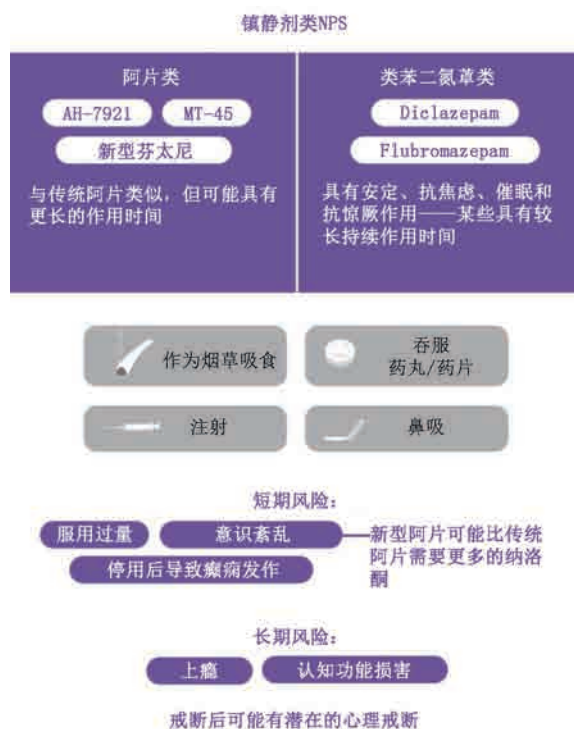 镇静剂类NPS
阿片类
AH-7921
MT-45
新型芬太尼
与传统阿片类似，但可能具有
更长的作用时间
类苯二氮䓬类
Diclazepam
Flubromazepam
具有安定、抗焦虑、催眠和
抗惊厥作用——某些具有较
长持续作用时间
作为烟草吸食
吞服
药丸/药片
注射
鼻吸
短期风险：
服用过量
意识紊乱
新型阿片可能比传统
阿片需要更多的纳洛
酮
停用后导致癫痫发作
长期风险：
上瘾
认知功能损害
戒断后可能有潜在的心理戒断